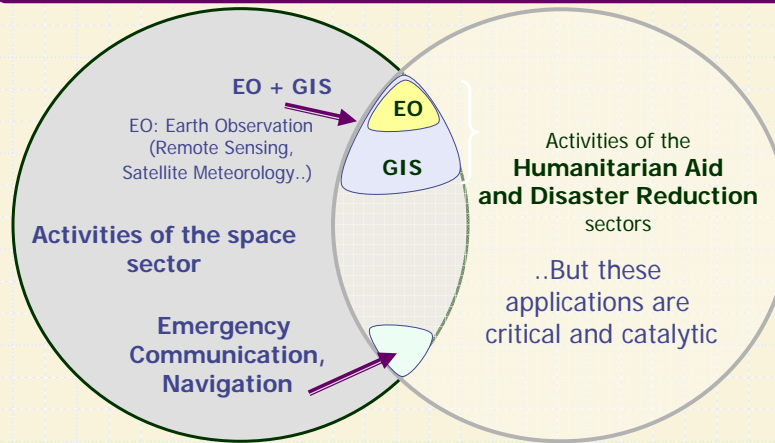 EO + GIS
EO: Earth Observation
(Remote Sensing,
Satellite Meteorology..)
EO
GIS
Activities of the space
sector
Emergency
Communication,
Navigation
Activities of the
Humanitarian Aid
and Disaster Reduction
sectors
..But these
applications are
critical and catalytic